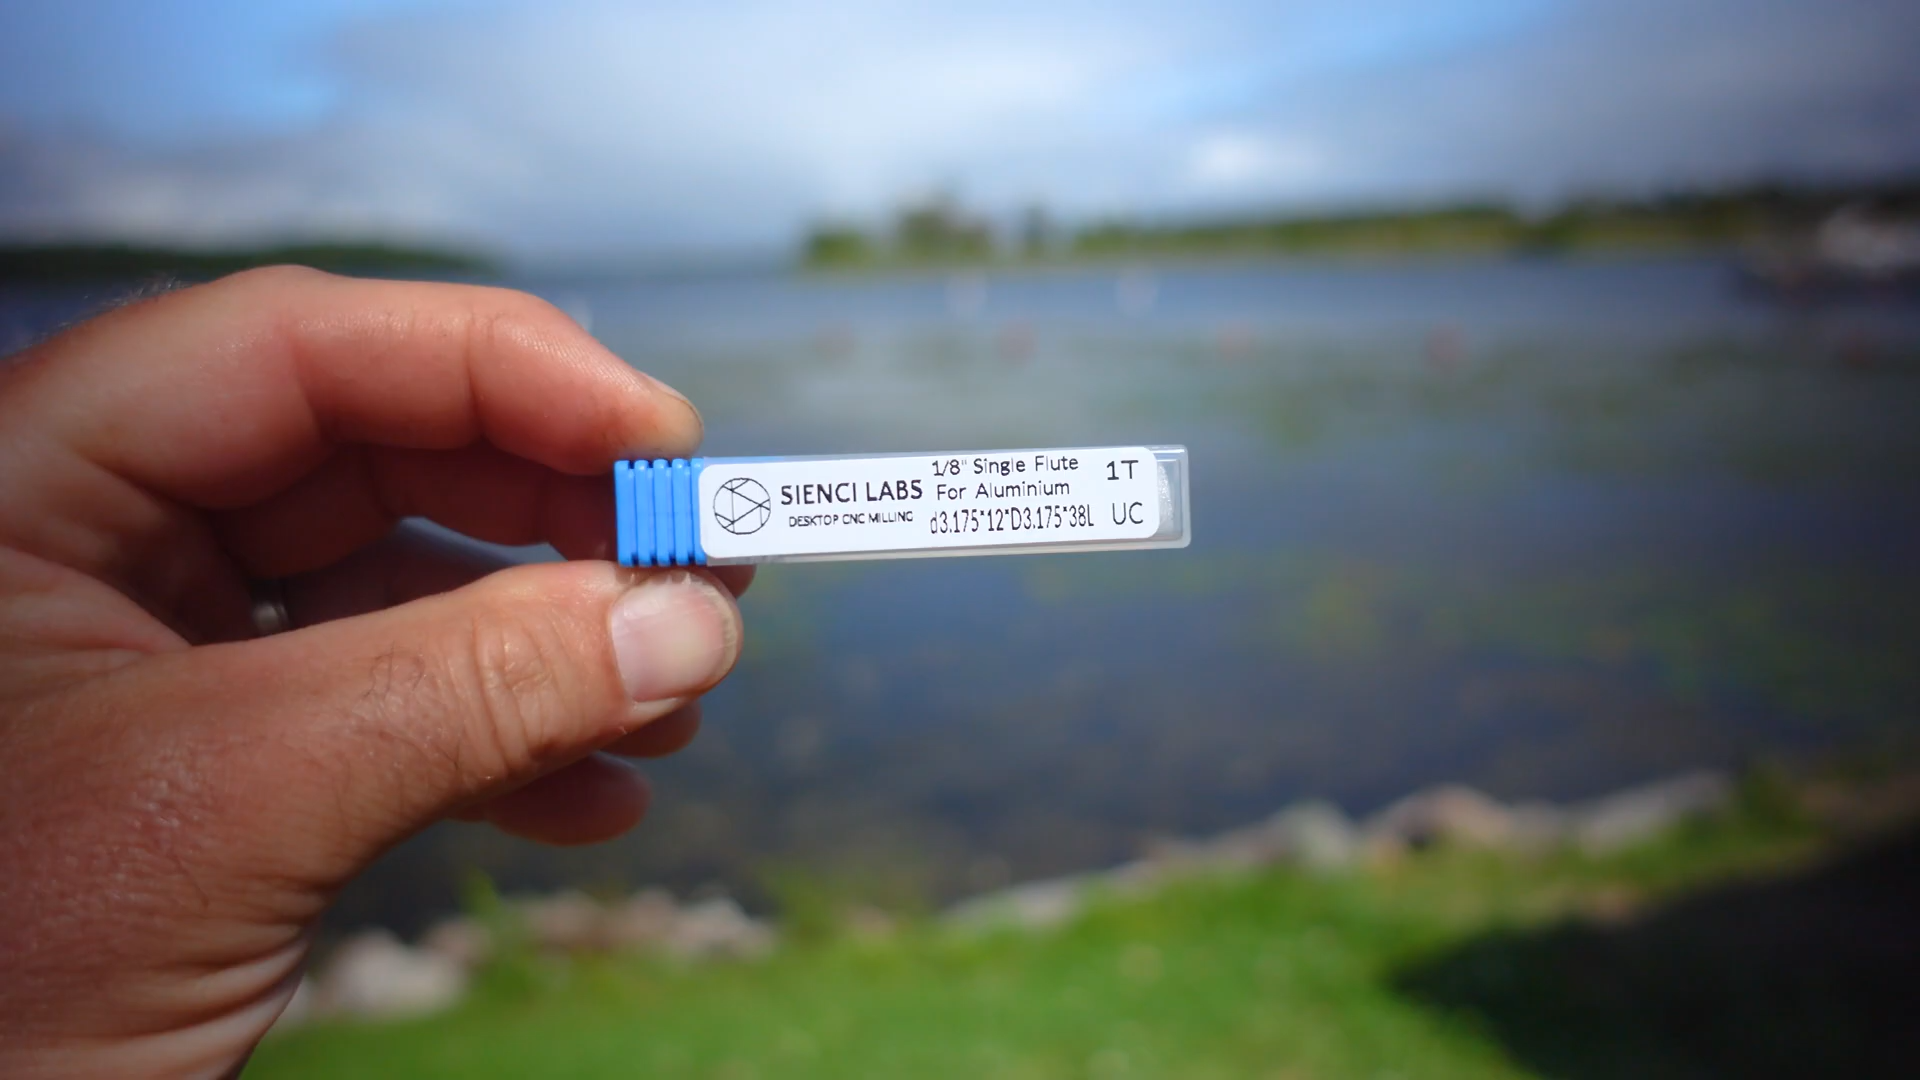 SIENCI LABS
DESKTOP CNC MILLING
1/8" Single Flute
For Aluminium
d3.175*12*D3.175*38L
1T
UC